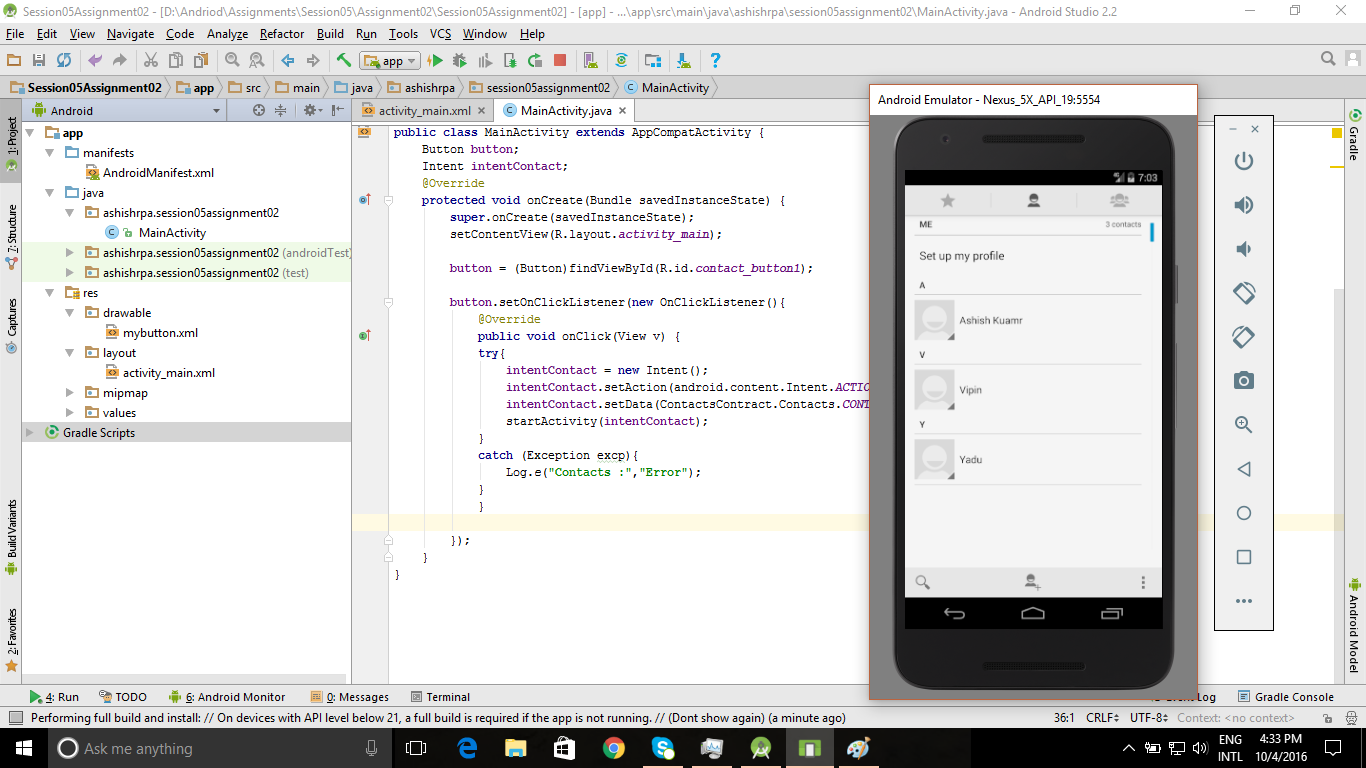 Session05Assignment02 - [D:\Andriod\Assignments\Session05\Assignment02\Session05Assignment02] - [app] - ...\app\src\main\java\ashishrpa\session05assignment02\MainActivity.java - Android Studio 2.2
File Edit View Navigate Code Analyze Refactor Build Run Tools VCS Window Help
app
Session05Assignment02 app src main java ashishrpa session05assignment02 MainActivity
Android
activity_main.xml MainActivity.java
1: Project
7: Structure
Captures
Build Variants
2: Favorites
app
manifests
AndroidManifest.xml
java
ashishrpa.session05assignment02
MainActivity
ashishrpa.session05assignment02 (androidTest)
ashishrpa.session05assignment02 (test)
res
drawable
mybutton.xml
layout
activity_main.xml
mipmap
values
Gradle Scripts
public class MainActivity extends AppCompatActivity {
Button button;
Intent intentContact;
@Override
protected void onCreate(Bundle savedInstanceState) {
super.onCreate(savedInstanceState);
setContentView(R.layout.activity_main);
button = (Button)findViewById(R.id.contact_button1);
button.setOnClickListener(new OnClickListener(){
@Override
public void onClick(View v) {
try{
intentContact = new Intent();
intentContact.setAction(android.content.Intent.ACTIO
intentContact.setData(ContactsContract.Contacts.CONT
startActivity(intentContact);
}
catch (Exception excp){
Log.e("Contacts :","Error");
}
}
});
}
}
Android Emulator - Nexus_5X_API_19:5554
7:03
ME 3 contacts
Set up my profile
A
Ashish Kuamr
V
Vipin
Y
Yadu
Gradle
Android Model
4: Run TODO 6: Android Monitor 0: Messages Terminal Log Gradle Console
Performing full build and install: // On devices with API level below 21, a full build is required if the app is not running. // (Dont show again) (a minute ago)
36:1 CRLF UTF-8 Context: <no context>
Ask me anything
ENG
INTL
4:33 PM
10/4/2016